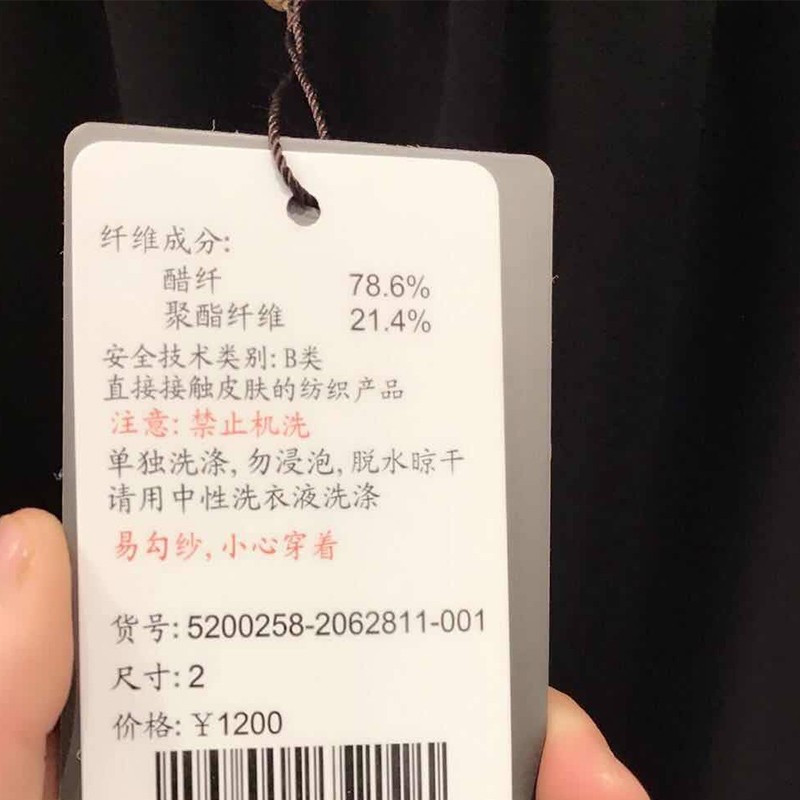 纤维成分:
醋纤 78.6%
聚酯纤维 21.4%
安全技术类别: B类
直接接触皮肤的纺织产品
注意: 禁止机洗
单独洗涤, 勿浸泡, 脱水晾干
请用中性洗衣液洗涤
易勾纱, 小心穿着
货号: 5200258-2062811-001
尺寸: 2
价格: ¥1200